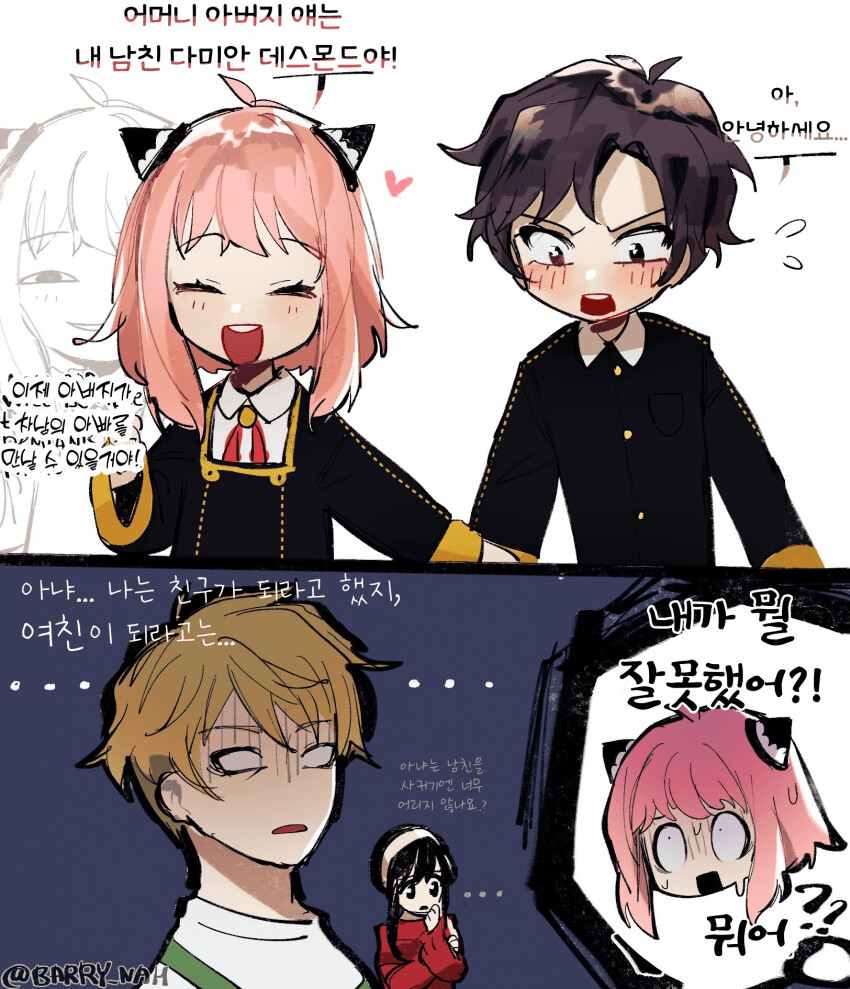 어머니 아버지 얘는
내 남친 다미안 데스몬드야!
아,
안녕하세요...
이제 아버지가
차남의 아빠를
만날 수 있을거야!
아냐... 나는 친구가 되라고 했지,
여친이 되라고는...
내가 뭘
잘못했어?!
아냐는 남친을
사귀기엔 너무
어리지 않나요..?
뭐어??
@BARRY_NAH